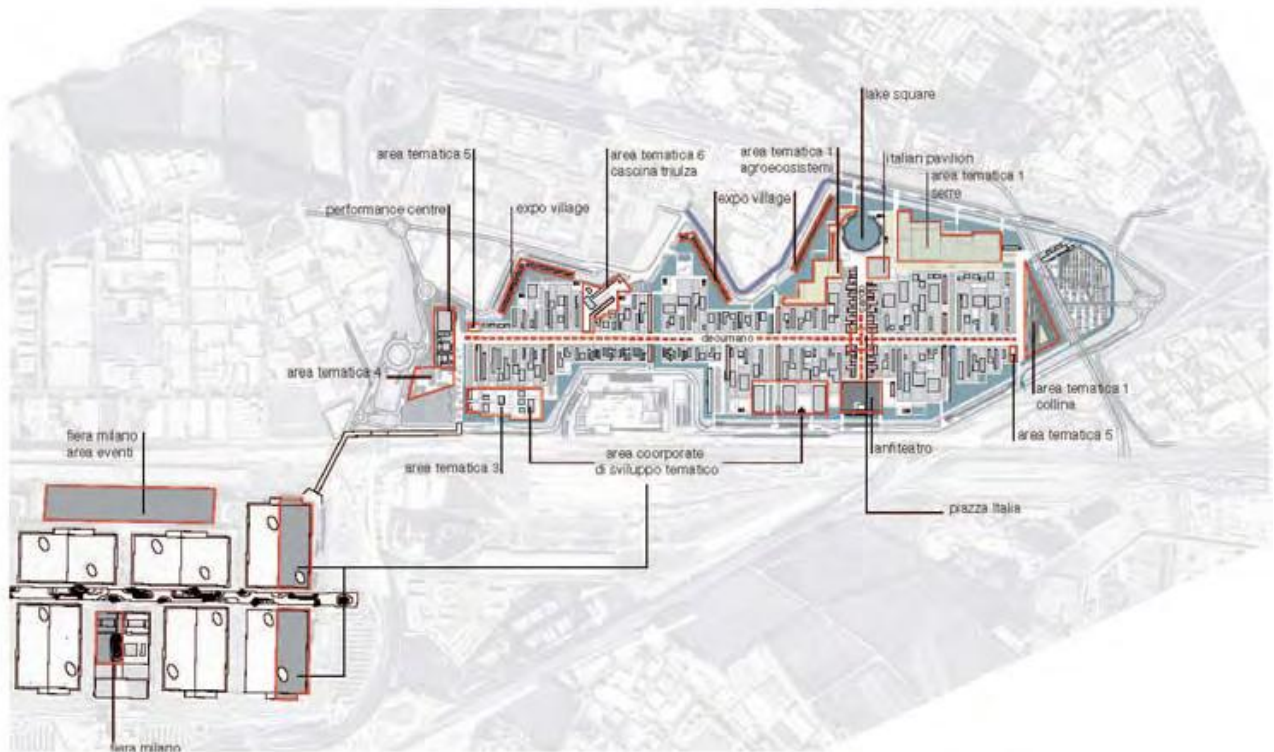 lake square
area tematica 5
area tematica 6
cascina triulza
area tematica 1
agroecosistemi
italian pavilion
area tematica 1
serre
performance centre
expo village
expo village
decumano
area tematica 4
area tematica 1
collina
fiera milano
area eventi
area tematica 3
area coorporate
di sviluppo tematico
anfiteatro
area tematica 5
piazza Italia
fiera milano